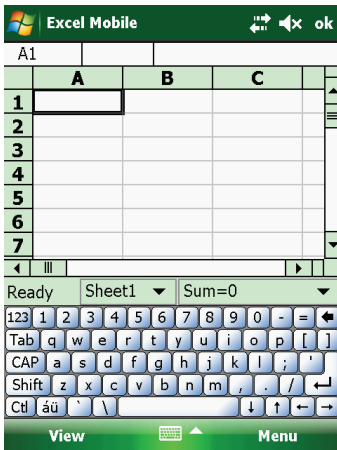 Excel Mobile ok
A1
A B C
1
2
3
4
5
6
7
Ready Sheet1 Sum=0
123 1 2 3 4 5 6 7 8 9 0 - =
Tab q w e r t y u i o p [ ]
CAP a s d f g h j k l ; '
Shift z x c v b n m , . /
Ctl áü ` \
View Menu